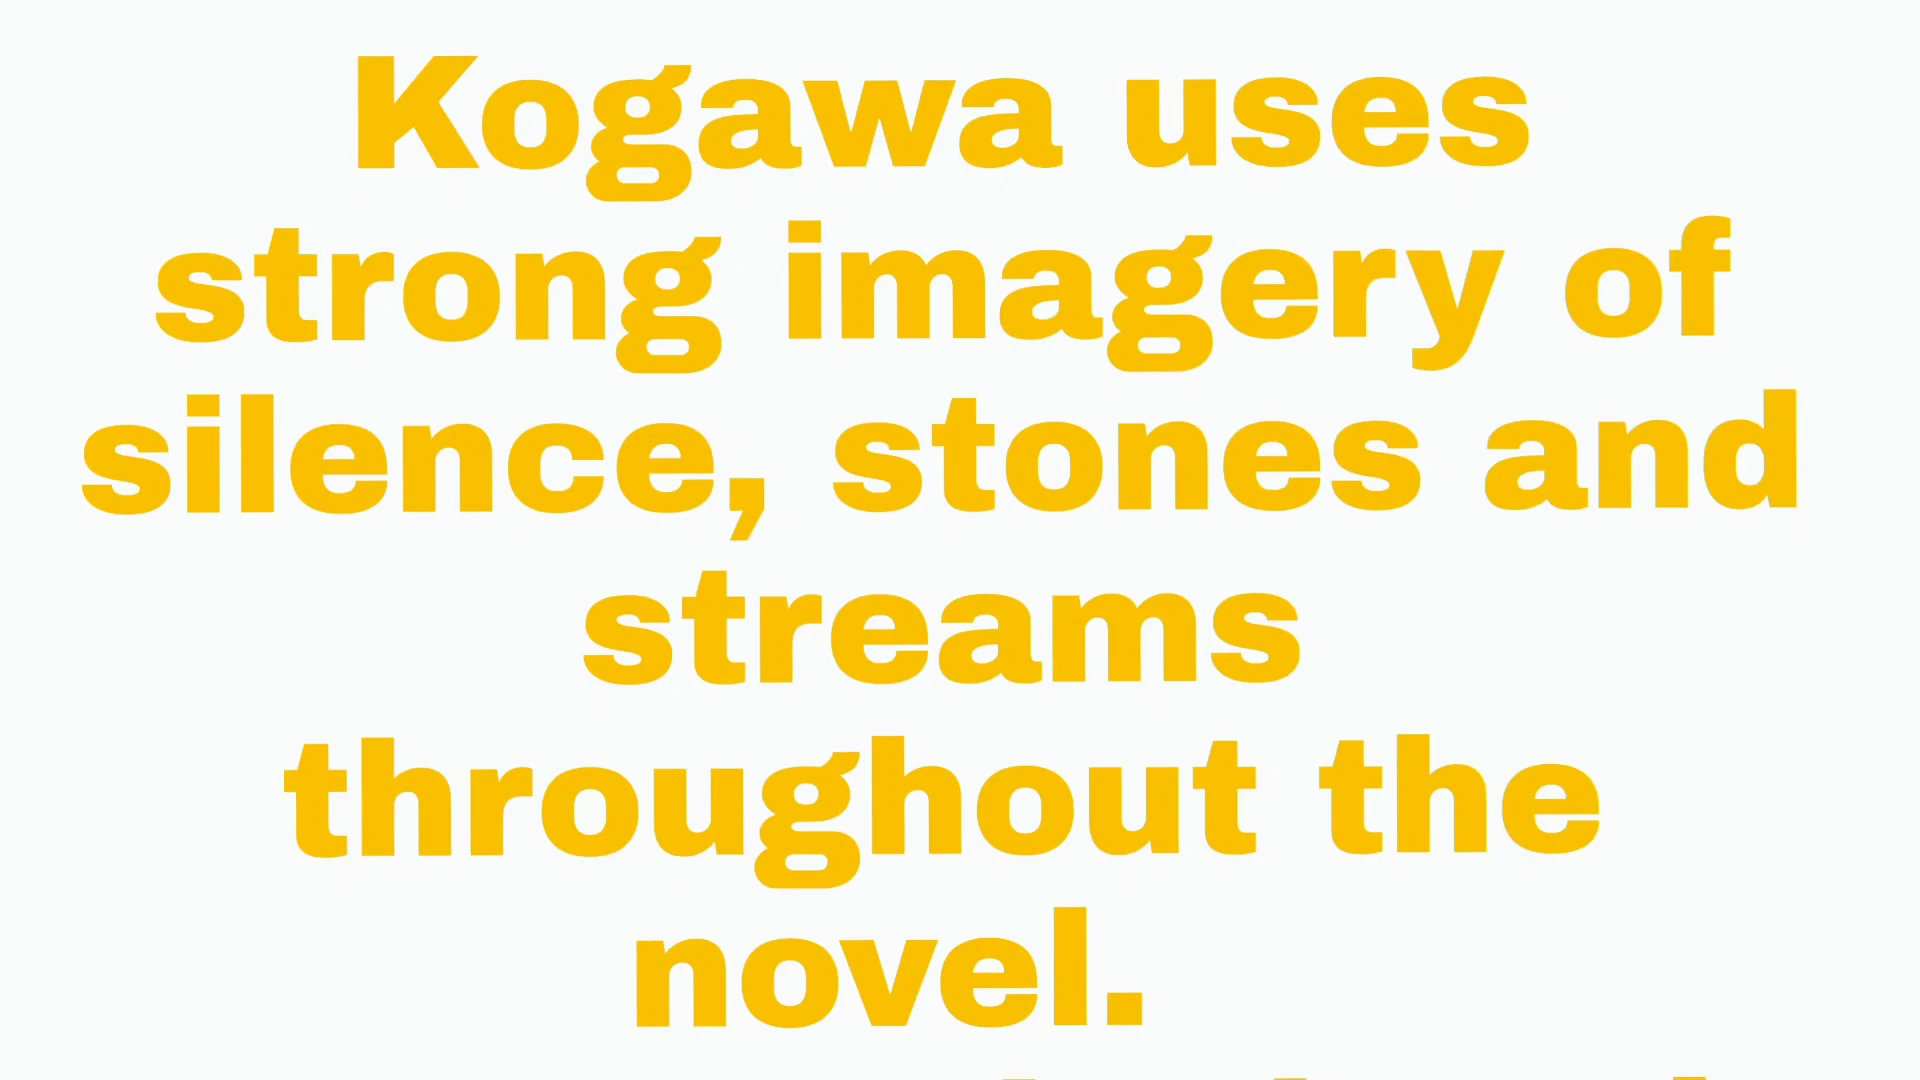 Kogawa uses
strong imagery of
silence, stones and
streams
throughout the
novel.